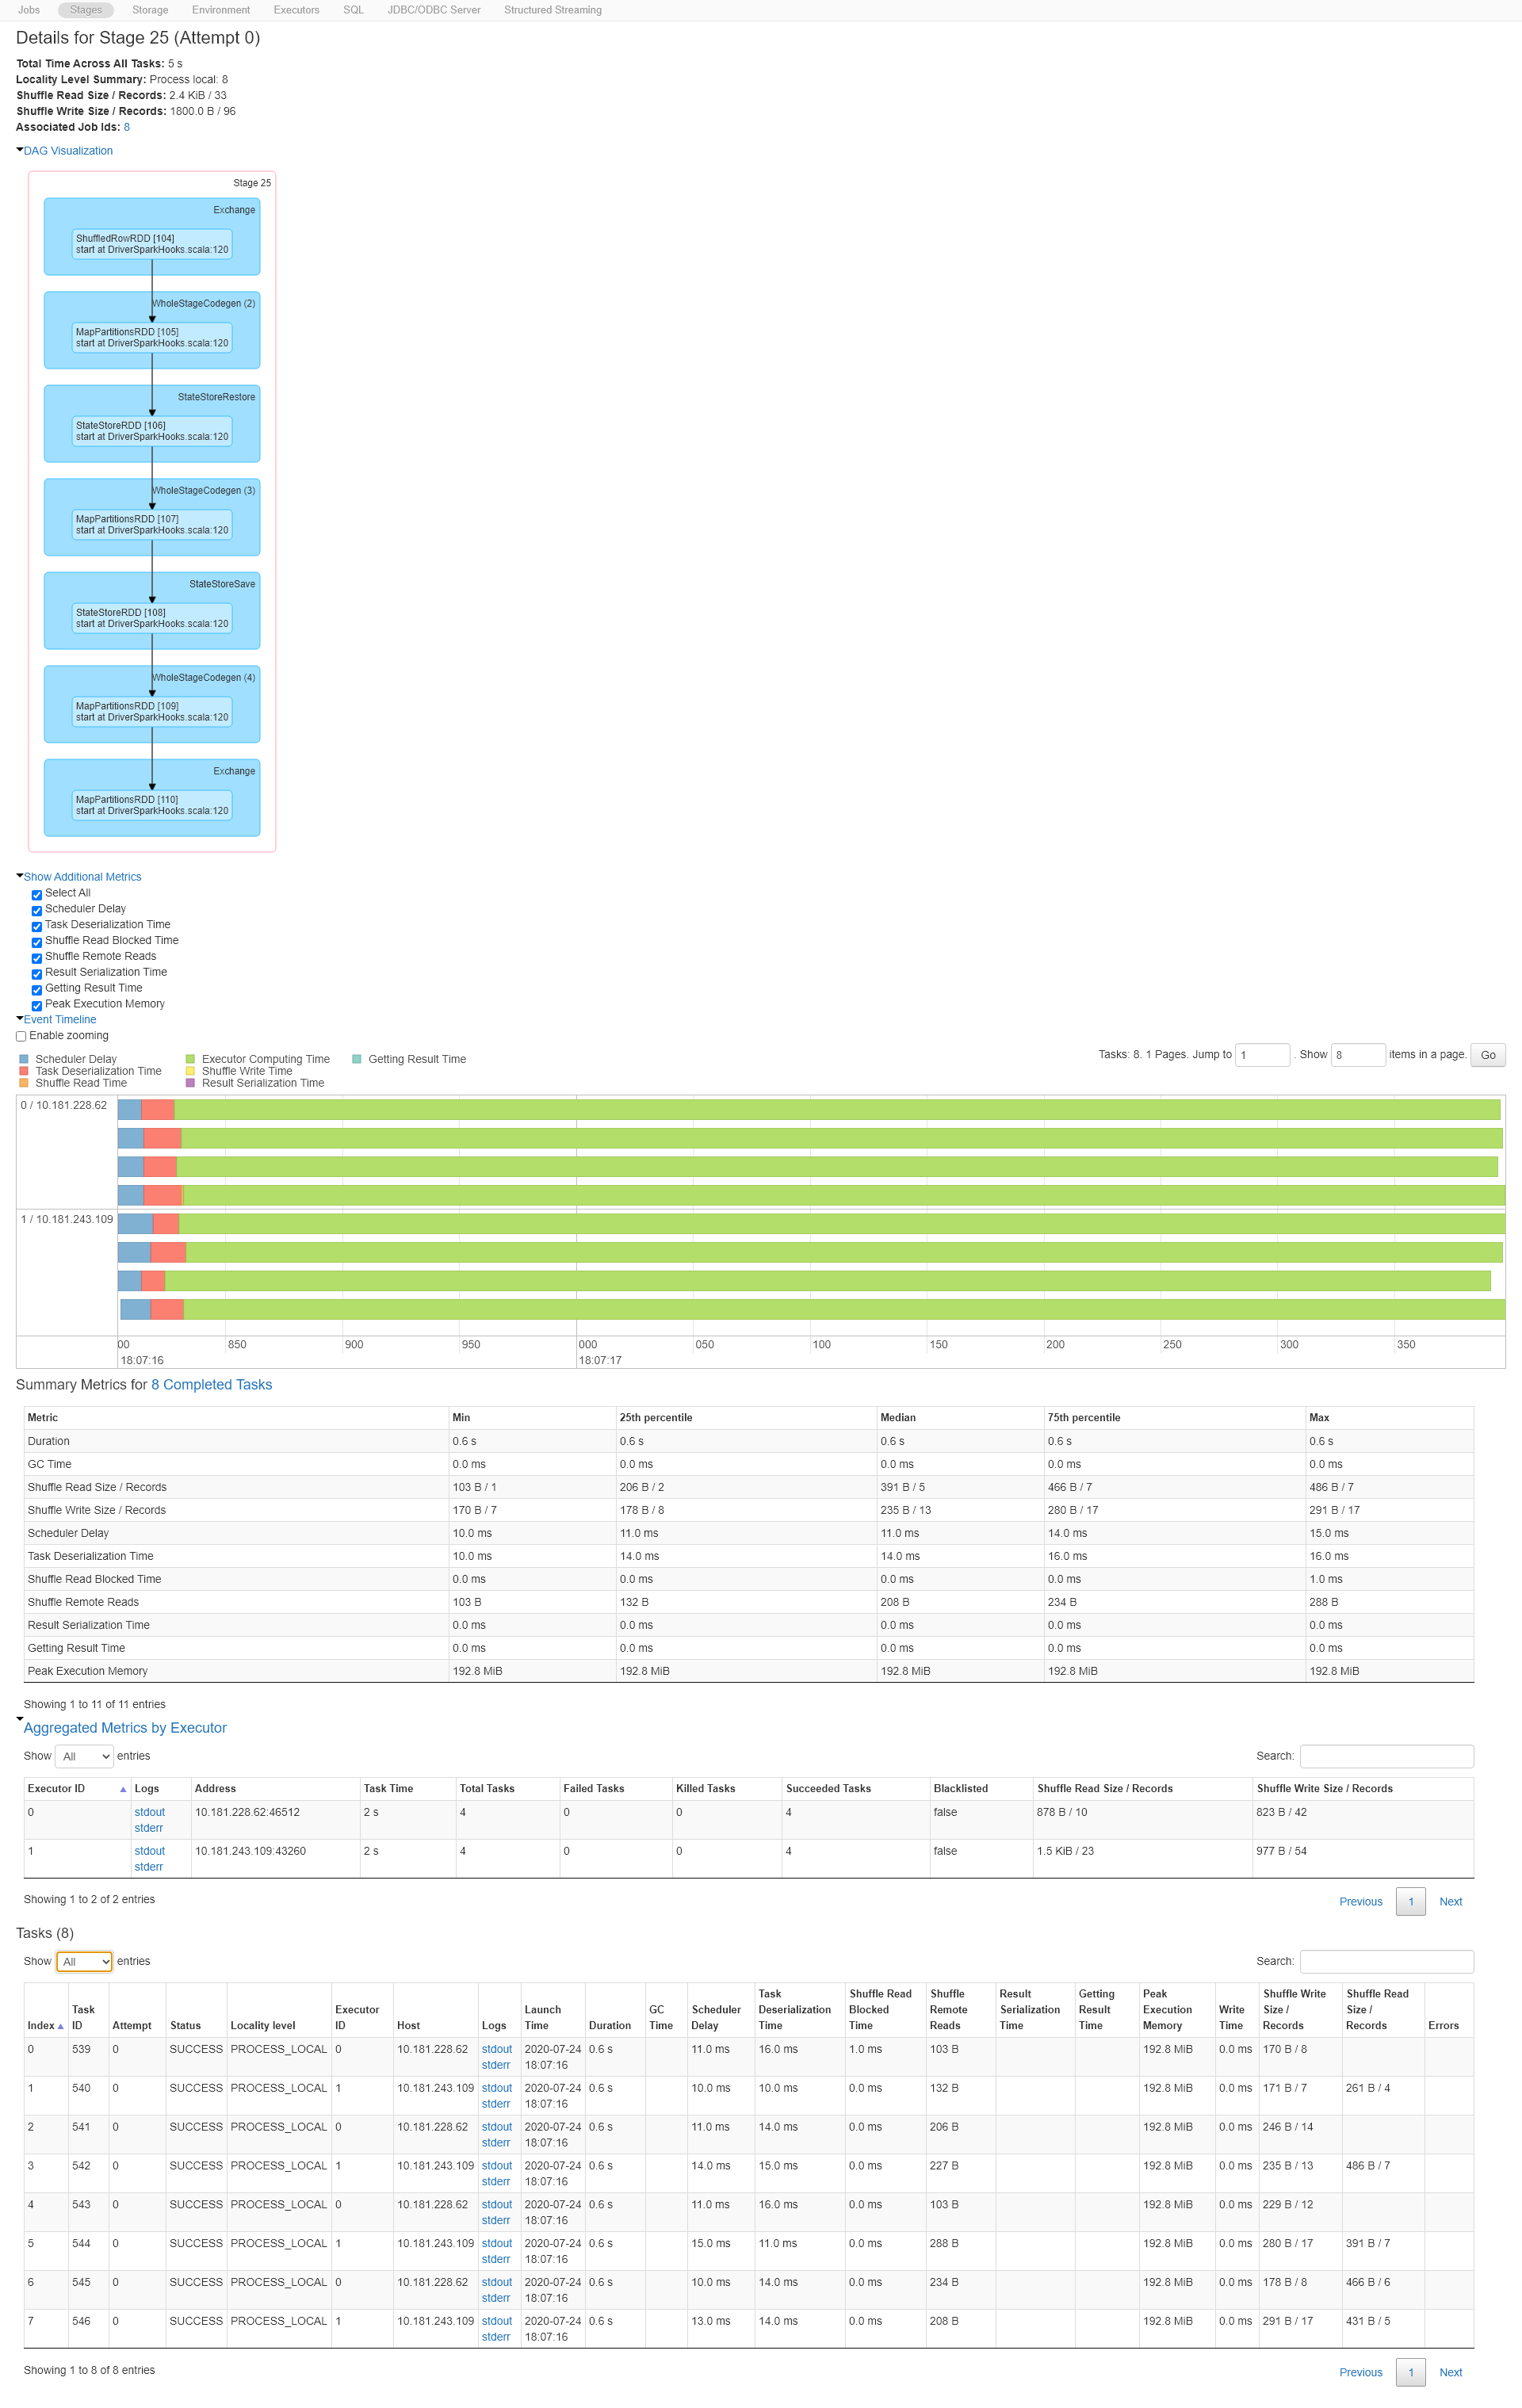 Jobs Stages Storage Environment Executors SQL JDBC/ODBC Server Structured Streaming
Details for Stage 25 (Attempt 0)
Total Time Across All Tasks: 5 s
Locality Level Summary: Process local: 8
Shuffle Read Size / Records: 2.4 KiB / 33
Shuffle Write Size / Records: 1800.0 B / 96
Associated Job Ids: 8
DAG Visualization
Stage 25
Exchange
ShuffledRowRDD [104]
start at DriverSparkHooks.scala:120
WholeStageCodegen (2)
MapPartitionsRDD [105]
start at DriverSparkHooks.scala:120
StateStoreRestore
StateStoreRDD [106]
start at DriverSparkHooks.scala:120
WholeStageCodegen (3)
MapPartitionsRDD [107]
start at DriverSparkHooks.scala:120
StateStoreSave
StateStoreRDD [108]
start at DriverSparkHooks.scala:120
WholeStageCodegen (4)
MapPartitionsRDD [109]
start at DriverSparkHooks.scala:120
Exchange
MapPartitionsRDD [110]
start at DriverSparkHooks.scala:120
Show Additional Metrics
Select All
Scheduler Delay
Task Deserialization Time
Shuffle Read Blocked Time
Shuffle Remote Reads
Result Serialization Time
Getting Result Time
Peak Execution Memory
Event Timeline
Enable zooming
Tasks: 8. 1 Pages. Jump to 1 . Show 8 items in a page. Go
Scheduler Delay Executor Computing Time Getting Result Time
Task Deserialization Time Shuffle Write Time
Shuffle Read Time Result Serialization Time
0 / 10.181.228.62
1 / 10.181.243.109
00 850 900 950 000 050 100 150 200 250 300 350
18:07:16 18:07:17
Summary Metrics for 8 Completed Tasks
Metric Min 25th percentile Median 75th percentile Max
Duration 0.6 s 0.6 s 0.6 s 0.6 s 0.6 s
GC Time 0.0 ms 0.0 ms 0.0 ms 0.0 ms 0.0 ms
Shuffle Read Size / Records 103 B / 1 206 B / 2 391 B / 5 466 B / 7 486 B / 7
Shuffle Write Size / Records 170 B / 7 178 B / 8 235 B / 13 280 B / 17 291 B / 17
Scheduler Delay 10.0 ms 11.0 ms 11.0 ms 14.0 ms 15.0 ms
Task Deserialization Time 10.0 ms 14.0 ms 14.0 ms 16.0 ms 16.0 ms
Shuffle Read Blocked Time 0.0 ms 0.0 ms 0.0 ms 0.0 ms 1.0 ms
Shuffle Remote Reads 103 B 132 B 208 B 234 B 288 B
Result Serialization Time 0.0 ms 0.0 ms 0.0 ms 0.0 ms 0.0 ms
Getting Result Time 0.0 ms 0.0 ms 0.0 ms 0.0 ms 0.0 ms
Peak Execution Memory 192.8 MiB 192.8 MiB 192.8 MiB 192.8 MiB 192.8 MiB
Showing 1 to 11 of 11 entries
Aggregated Metrics by Executor
Show All entries Search:
Executor ID Logs Address Task Time Total Tasks Failed Tasks Killed Tasks Succeeded Tasks Blacklisted Shuffle Read Size / Records Shuffle Write Size / Records
0 stdout 10.181.228.62:46512 2 s 4 0 0 4 false 878 B / 10 823 B / 42
stderr
1 stdout 10.181.243.109:43260 2 s 4 0 0 4 false 1.5 KiB / 23 977 B / 54
stderr
Showing 1 to 2 of 2 entries Previous 1 Next
Tasks (8)
Show All entries Search:
Task Shuffle Read Shuffle Result Getting Peak Shuffle Write Shuffle Read
Task Executor Launch GC Scheduler Deserialization Blocked Remote Serialization Result Execution Write Size / Size /
Index ID Attempt Status Locality level ID Host Logs Time Duration Time Delay Time Time Reads Time Time Memory Time Records Records Errors
0 539 0 SUCCESS PROCESS_LOCAL 0 10.181.228.62 stdout 2020-07-24 0.6 s 11.0 ms 16.0 ms 1.0 ms 103 B 192.8 MiB 0.0 ms 170 B / 8
stderr 18:07:16
1 540 0 SUCCESS PROCESS_LOCAL 1 10.181.243.109 stdout 2020-07-24 0.6 s 10.0 ms 10.0 ms 0.0 ms 132 B 192.8 MiB 0.0 ms 171 B / 7 261 B / 4
stderr 18:07:16
2 541 0 SUCCESS PROCESS_LOCAL 0 10.181.228.62 stdout 2020-07-24 0.6 s 11.0 ms 14.0 ms 0.0 ms 206 B 192.8 MiB 0.0 ms 246 B / 14
stderr 18:07:16
3 542 0 SUCCESS PROCESS_LOCAL 1 10.181.243.109 stdout 2020-07-24 0.6 s 14.0 ms 15.0 ms 0.0 ms 227 B 192.8 MiB 0.0 ms 235 B / 13 486 B / 7
stderr 18:07:16
4 543 0 SUCCESS PROCESS_LOCAL 0 10.181.228.62 stdout 2020-07-24 0.6 s 11.0 ms 16.0 ms 0.0 ms 103 B 192.8 MiB 0.0 ms 229 B / 12
stderr 18:07:16
5 544 0 SUCCESS PROCESS_LOCAL 1 10.181.243.109 stdout 2020-07-24 0.6 s 15.0 ms 11.0 ms 0.0 ms 288 B 192.8 MiB 0.0 ms 280 B / 17 391 B / 7
stderr 18:07:16
6 545 0 SUCCESS PROCESS_LOCAL 0 10.181.228.62 stdout 2020-07-24 0.6 s 10.0 ms 14.0 ms 0.0 ms 234 B 192.8 MiB 0.0 ms 178 B / 8 466 B / 6
stderr 18:07:16
7 546 0 SUCCESS PROCESS_LOCAL 1 10.181.243.109 stdout 2020-07-24 0.6 s 13.0 ms 14.0 ms 0.0 ms 208 B 192.8 MiB 0.0 ms 291 B / 17 431 B / 5
stderr 18:07:16
Showing 1 to 8 of 8 entries Previous 1 Next